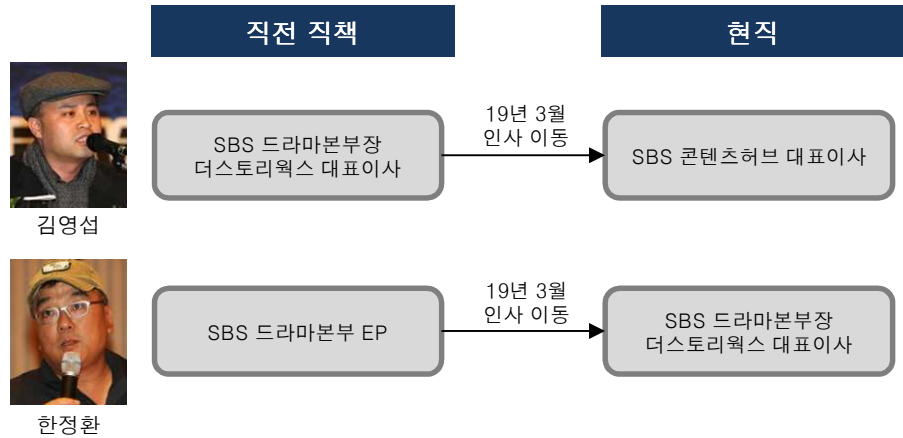 직전 직책
현직
19년 3월
인사 이동
SBS 드라마본부장
더스토리웍스 대표이사
SBS 콘텐츠허브 대표이사
김영섭
19년 3월
인사 이동
SBS 드라마본부 EP
SBS 드라마본부장
더스토리웍스 대표이사
한정환